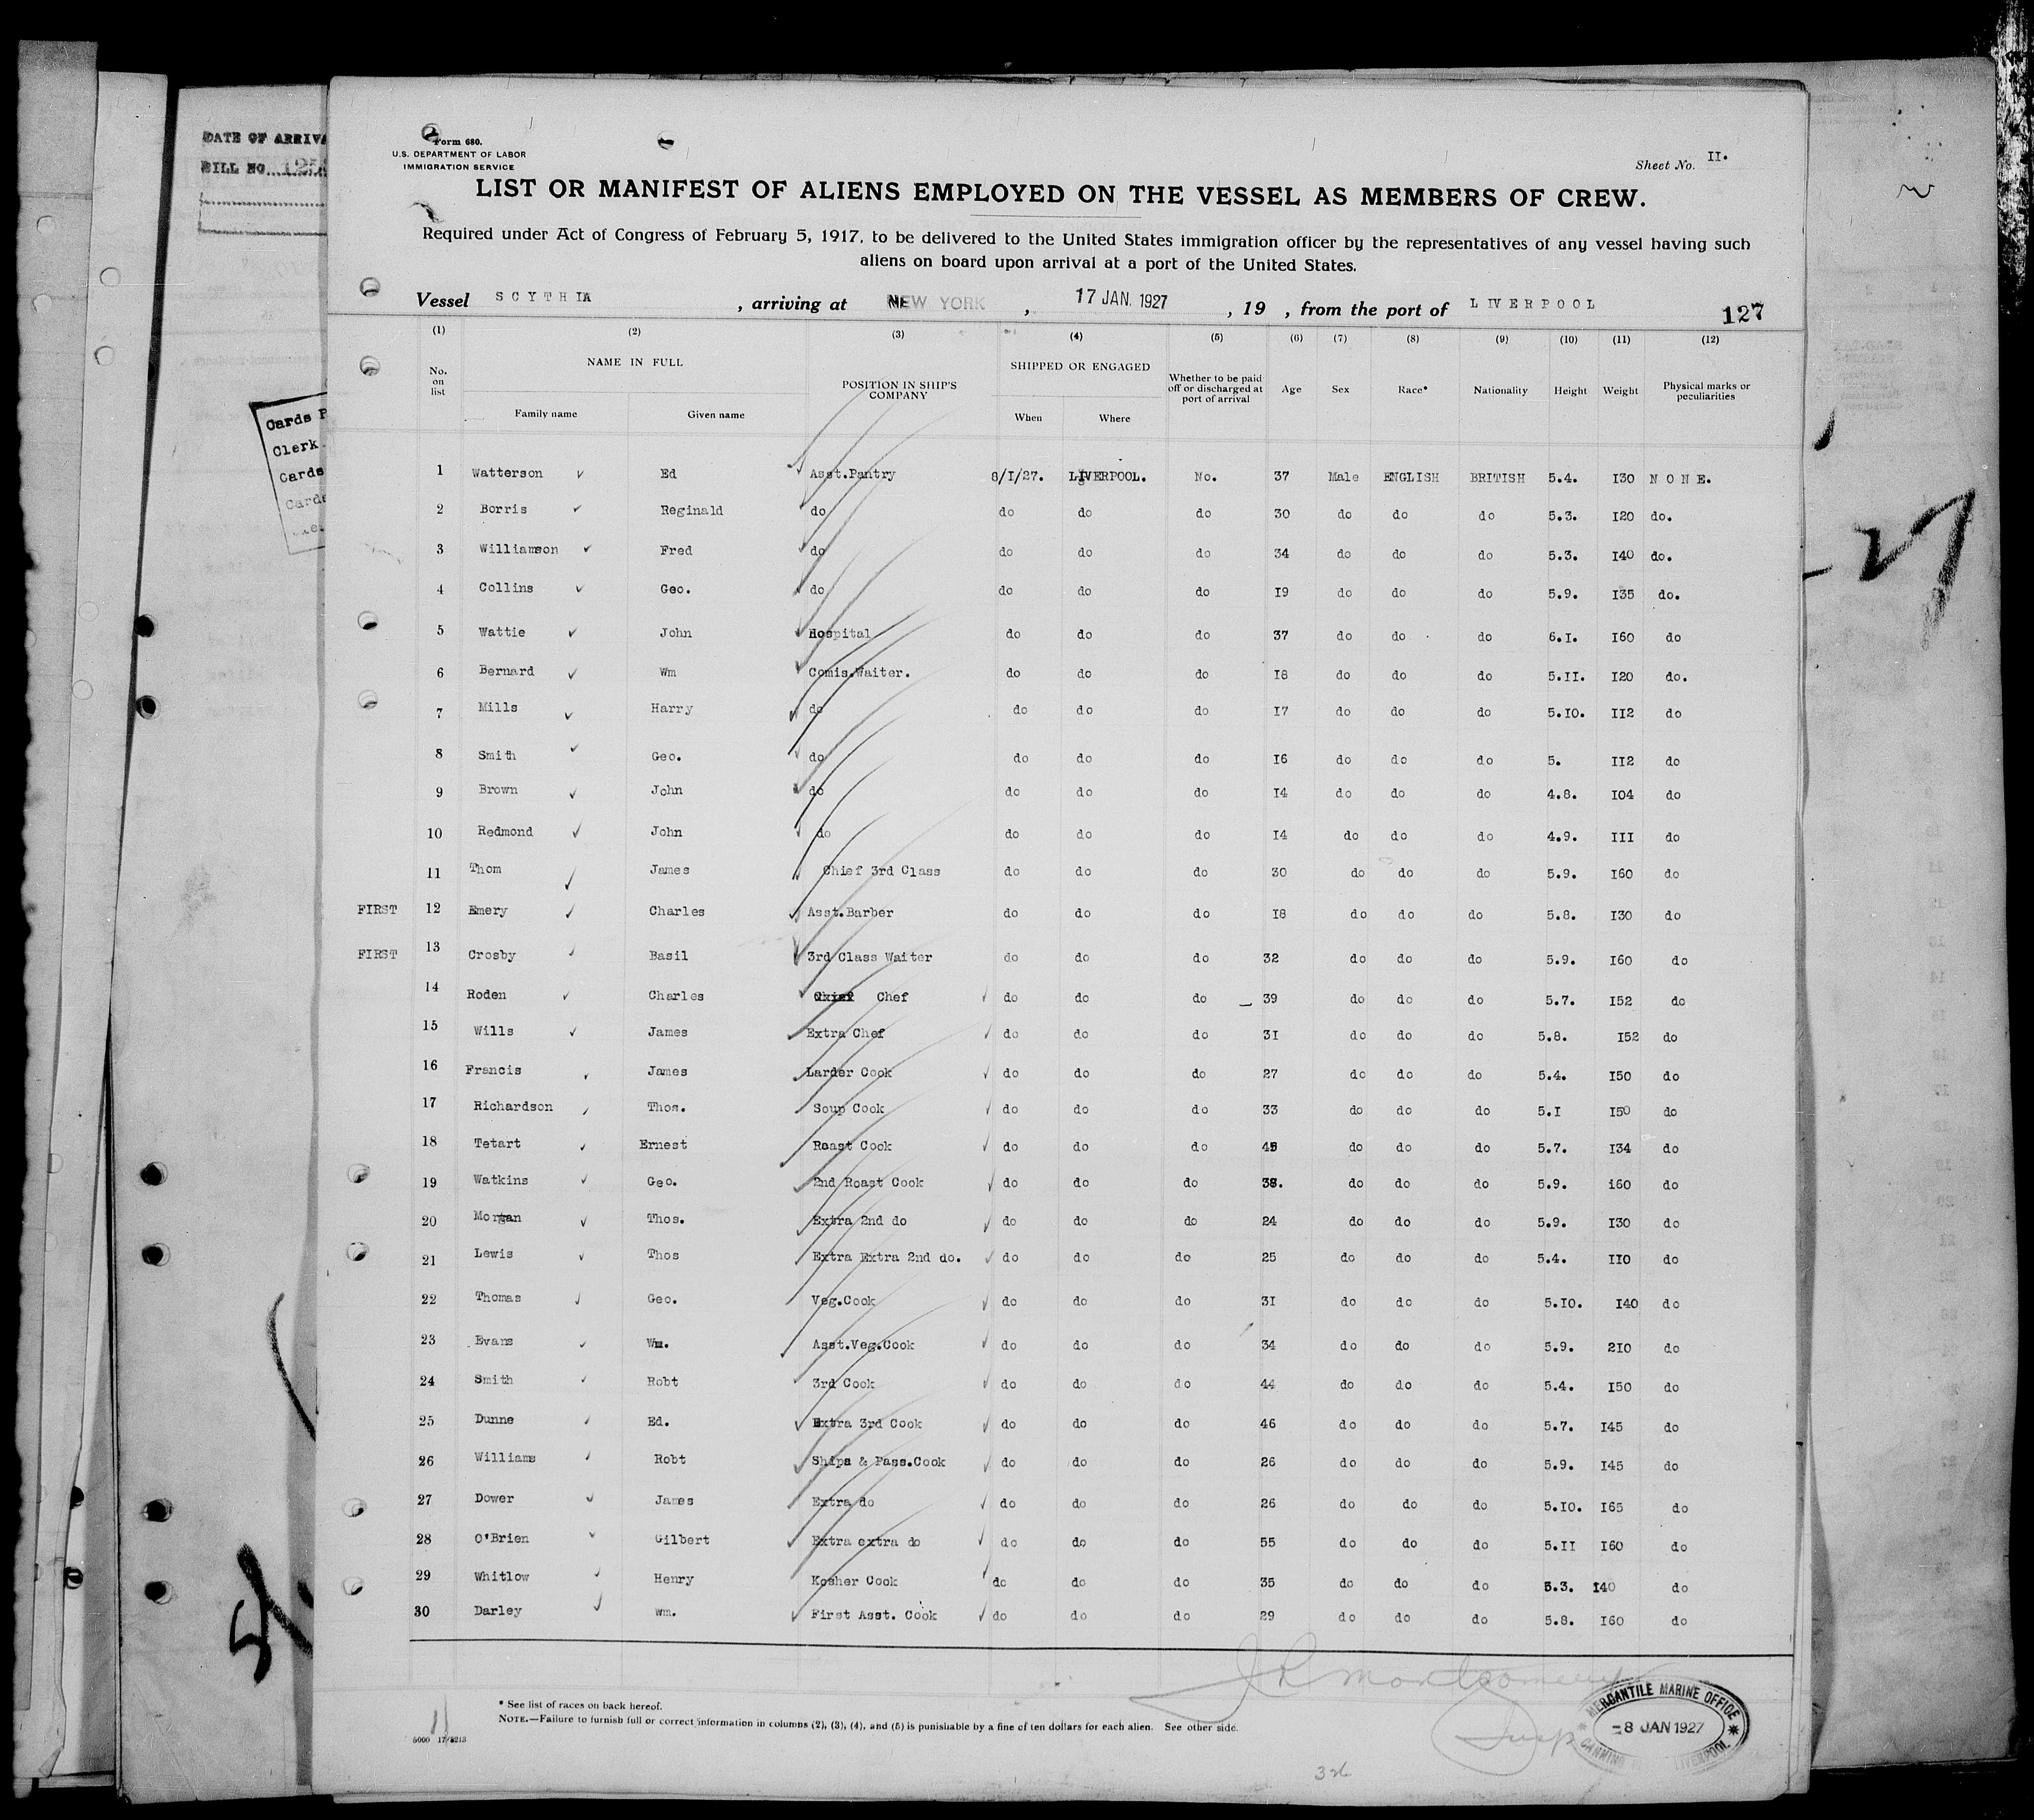 DATE OF ARRIVA
BILL NO.
Cards P
Clerk
Cards
Cards
Form 680.
U.S. DEPARTMENT OF LABOR
IMMIGRATION SERVICE
Sheet No. II.
LIST OR MANIFEST OF ALIENS EMPLOYED ON THE VESSEL AS MEMBERS OF CREW.
Required under Act of Congress of February 5, 1917, to be delivered to the United States immigration officer by the representatives of any vessel having such
aliens on board upon arrival at a port of the United States.
Vessel SCYTHIA, arriving at NEW YORK, 17 JAN. 1927, 19 , from the port of LIVERPOOL 127
(1) (2) (3) (4) (5) (6) (7) (8) (9) (10) (11) (12)
No. on list NAME IN FULL Family name Given name POSITION IN SHIP'S COMPANY SHIPPED OR ENGAGED When Where Whether to be paid off or discharged at port of arrival Age Sex Race* Nationality Height Weight Physical marks or peculiarities
1 Watterson Ed Asst.Pantry 8/I/27. LIVERPOOL. No. 37 Male ENGLISH BRITISH 5.4. I30 NONE.
2 Borris Reginald do do do do 30 do do do 5.3. I20 do.
3 Williamson Fred do do do do 34 do do do 5.3. I40 do.
4 Collins Geo. do do do do I9 do do do 5.9. I35 do.
5 Wattie John Hospital do do do 37 do do do 6.I. I60 do
6 Bernard Wm Comis.Waiter. do do do I8 do do do 5.II. I20 do.
7 Mills Harry do do do do I7 do do do 5.I0. II2 do
8 Smith Geo. do do do do I6 do do do 5. II2 do
9 Brown John do do do do I4 do do do 4.8. I04 do
10 Redmond John do do do do I4 do do do 4.9. III do
11 Thom James Chief 3rd Class do do do 30 do do do 5.9. I60 do
FIRST 12 Emery Charles Asst.Barber do do do I8 do do do 5.8. I30 do
FIRST 13 Crosby Basil 3rd Class Waiter do do do 32 do do do 5.9. I60 do
14 Roden Charles Chef do do do 39 do do do 5.7. I52 do
15 Wills James Extra Chef do do do 3I do do do 5.8. I52 do
16 Francis James Larder Cook do do do 27 do do do 5.4. I50 do
17 Richardson Thos. Soup Cook do do do 33 do do do 5.I I50 do
18 Tetart Ernest Roast Cook do do do 45 do do do 5.7. I34 do
19 Watkins Geo. 2nd Roast Cook do do do 38. do do do 5.9. i60 do
20 Morgan Thos. Extra 2nd do do do do 24 do do do 5.9. I30 do
21 Lewis Thos Extra Extra 2nd do. do do do 25 do do do 5.4. II0 do
22 Thomas Geo. Veg.Cook do do do 3I do do do 5.I0. I40 do
23 Evans Wm. Asst.Veg.Cook do do do 34 do do do 5.9. 2I0 do
24 Smith Robt 3rd Cook do do do 44 do do do 5.4. I50 do
25 Dunne Ed. Extra 3rd Cook do do do 46 do do do 5.7. I45 do
26 Williams Robt Ships & Pass.Cook do do do 26 do do do 5.9. I45 do
27 Dower James Extra do do do do 26 do do do 5.I0. I65 do
28 O'Brien Gilbert Extra extra do do do do 55 do do do 5.II I60 do
29 Whitlow Henry Kosher Cook do do do 35 do do do 5.3. I40 do
30 Darley Wm. First Asst. Cook do do do 29 do do do 5.8. I60 do
J R Montgomery
* See list of races on back hereof.
NOTE.—Failure to furnish full or correct information in columns (2), (3), (4), and (5) is punishable by a fine of ten dollars for each alien. See other side.
5000 17/8213
MERCANTILE MARINE OFFICE
-8 JAN 1927
CANNING LIVERPOOL